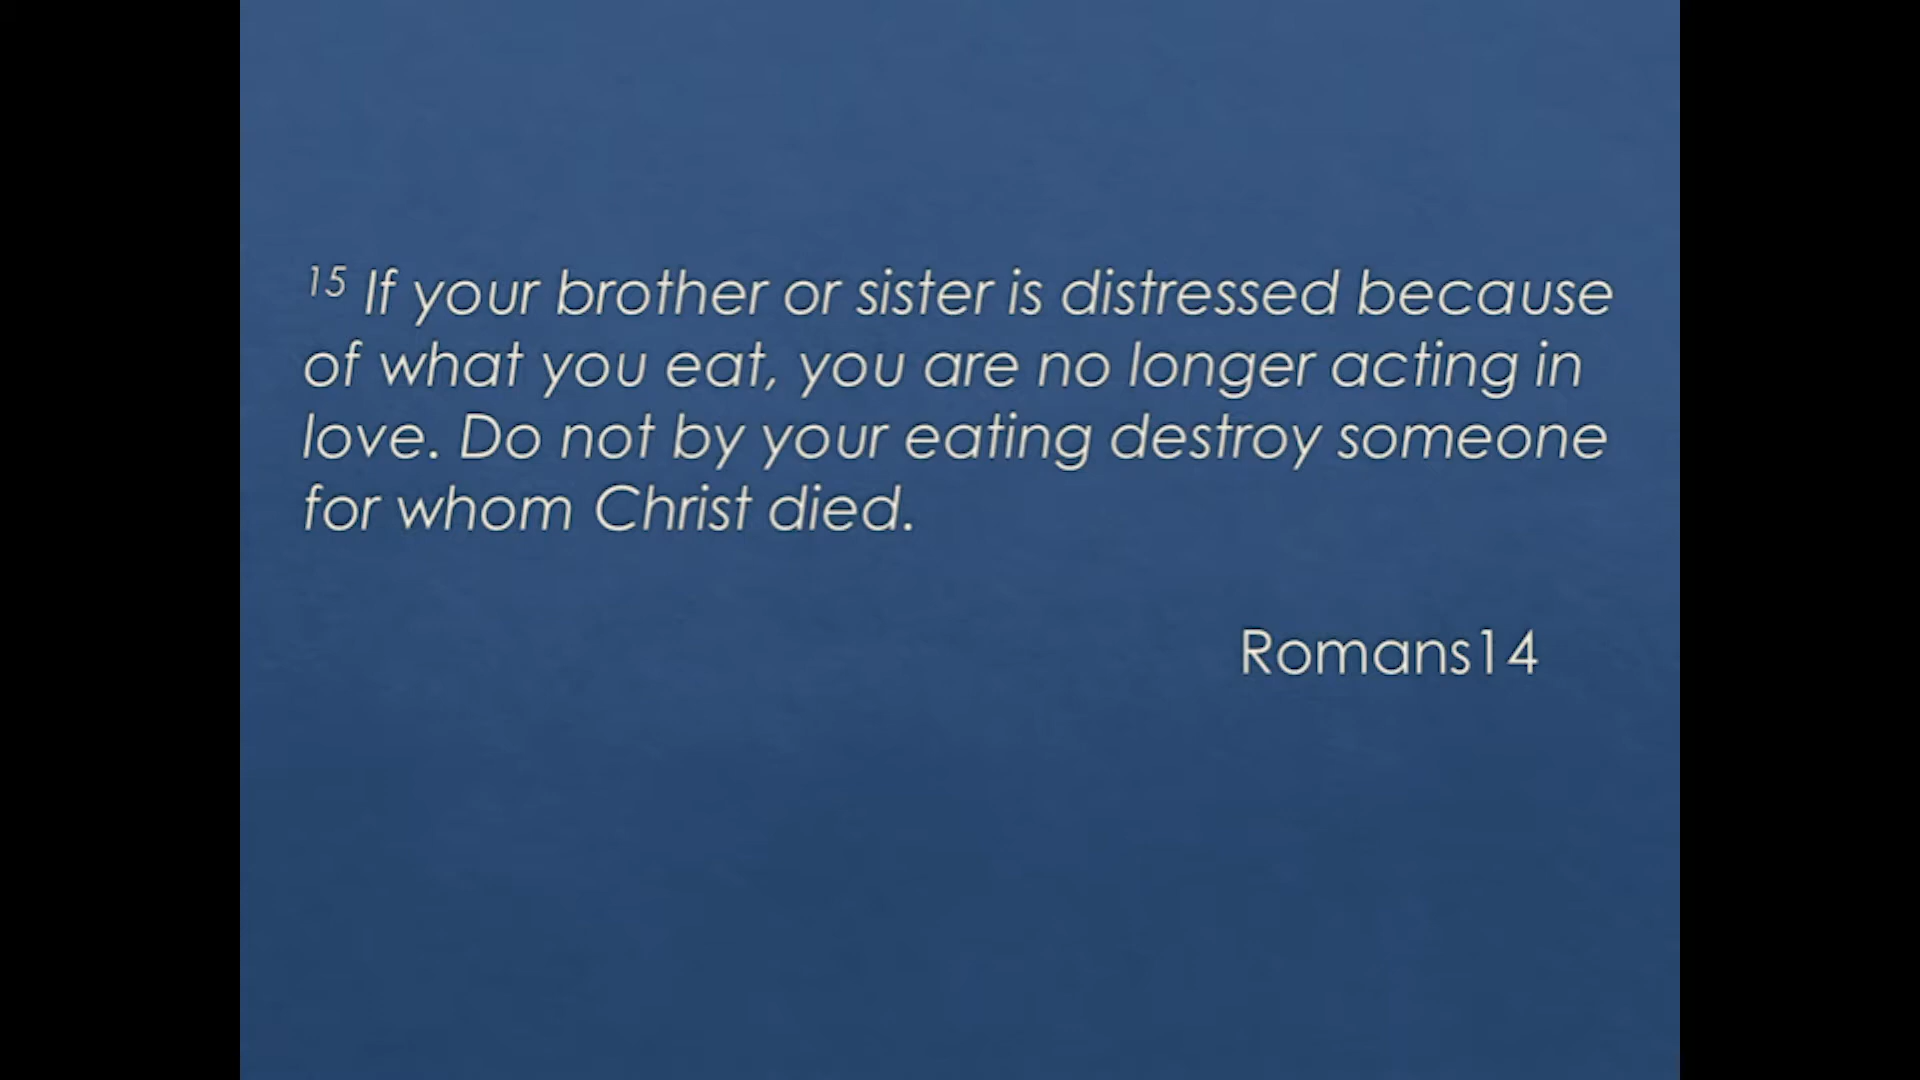 15 If your brother or sister is distressed because
of what you eat, you are no longer acting in
love. Do not by your eating destroy someone
for whom Christ died.
Romans14